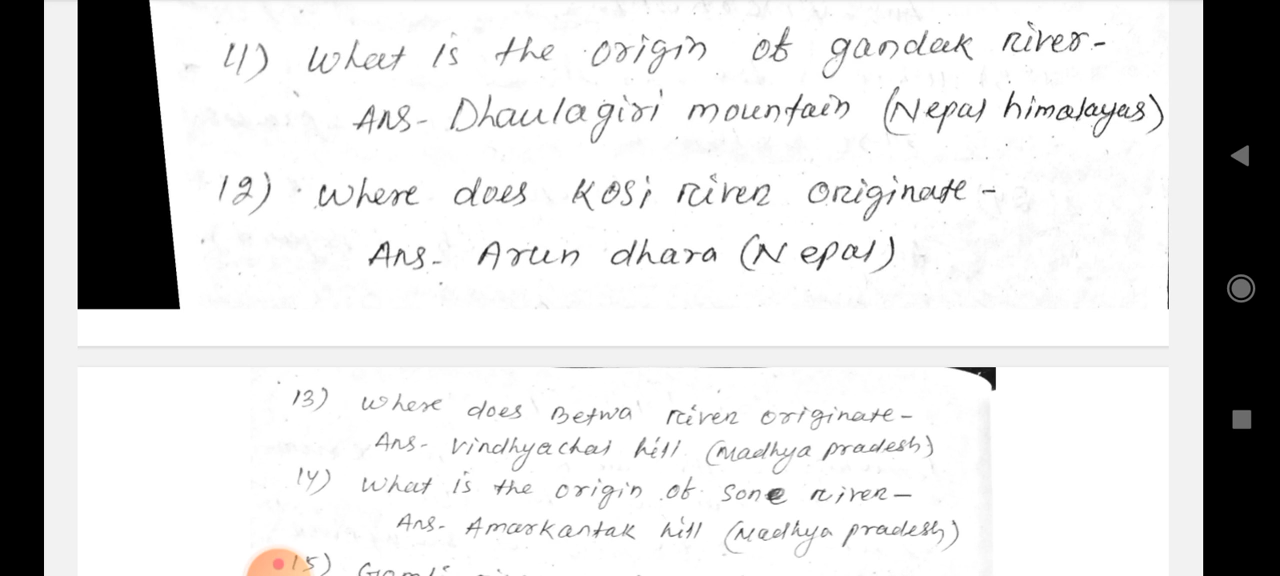 11) What is the origin of gandak river-
Ans- Dhaulagiri mountain (Nepal himalayas)
12) Where does Kosi river originate -
Ans- Arun dhara (Nepal)
13) Where does Betwa river originate-
Ans- Vindhyachal hill (Madhya pradesh)
14) What is the origin of Sone river-
Ans- Amarkantak hill (Madhya pradesh)
15)